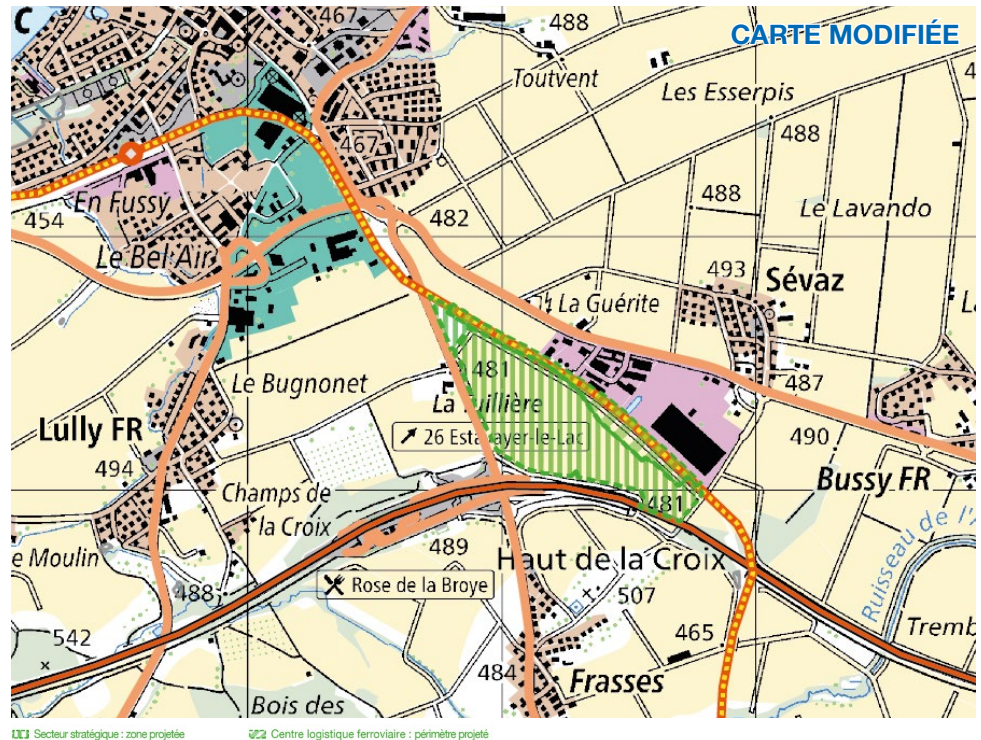 C
467
488
CARTE MODIFIÉE
Toutvent
Les Esserpis
4
467
488
En Fussy
488
454
482
Le Lavando
Le Bel Air
493
Sévaz
La Guérite
L
481
487
Le Bugnonet
La Tuillière
Lully FR
26 Estavayer-le-Lac
490
494
Bussy FR
Champs de
la Croix
481
e Moulin
489
Haut de la Croix
Ruisseau de l'
Rose de la Broye
488
507
542
465
Tremb
484
Frasses
Bois des
Secteur stratégique : zone projetée
Centre logistique ferroviaire : périmètre projeté